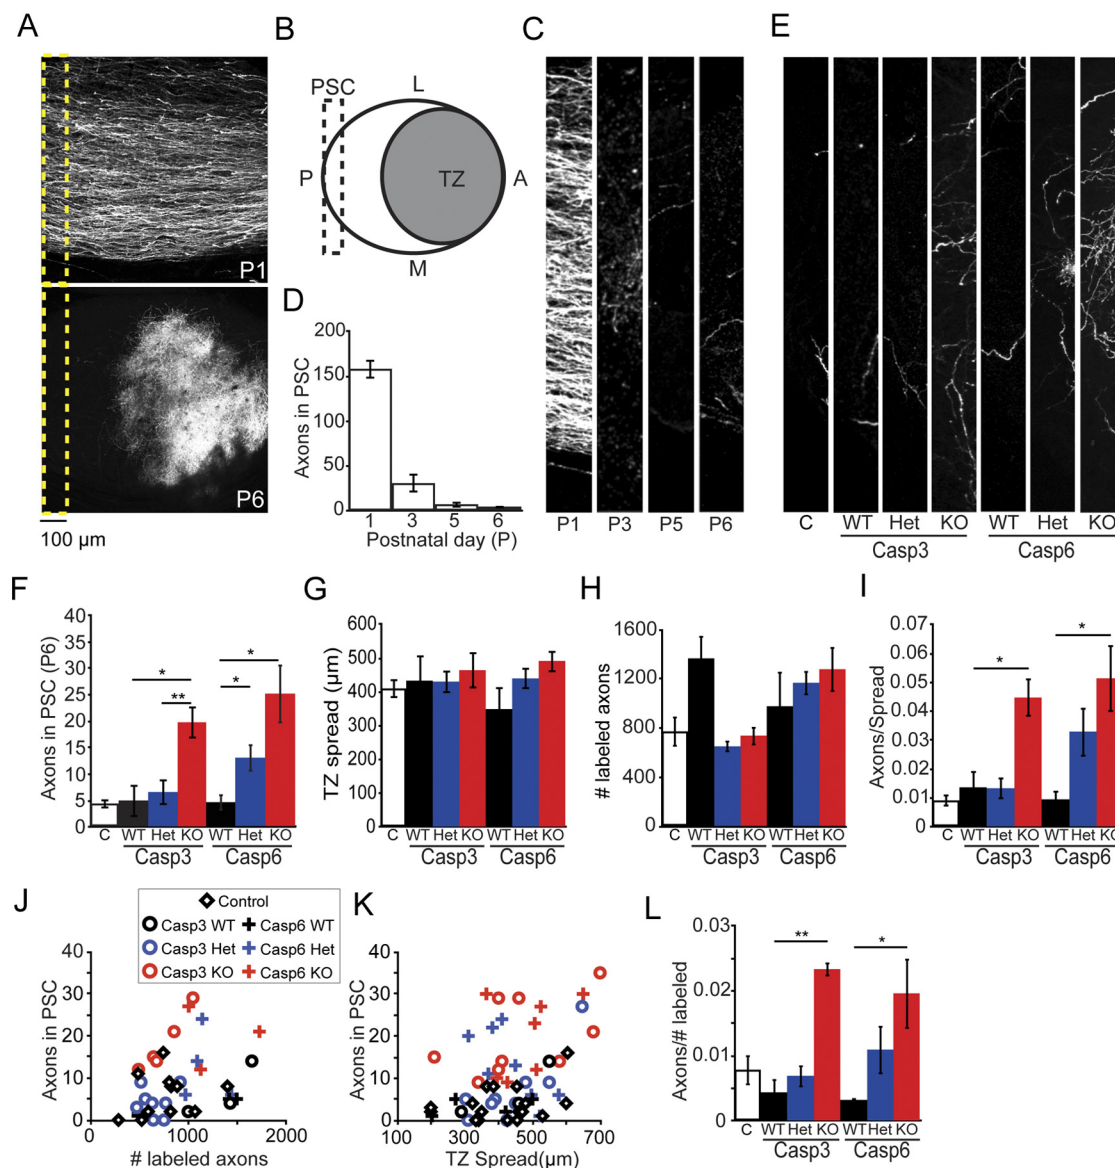 A
B
C
E
PSC
L
P
TZ
A
M
P1
P6
100 µm
D
Axons in PSC
200
150
100
50
0
1 3 5 6
Postnatal day (P)
P1 P3 P5 P6
C WT Het KO WT Het KO
Casp3 Casp6
F
Axons in PSC (P6)
40
35
30
25
20
15
10
5
0
* ** * *
C WT Het KO WT Het KO
Casp3 Casp6
G
TZ spread (µm)
600
500
400
300
200
100
0
C WT Het KO WT Het KO
Casp3 Casp6
H
# labeled axons
1600
1200
800
400
0
C WT Het KO WT Het KO
Casp3 Casp6
I
Axons/Spread
0.07
0.06
0.05
0.04
0.03
0.02
0.01
0
* *
C WT Het KO WT Het KO
Casp3 Casp6
J
Control
Casp3 WT Casp6 WT
Casp3 Het Casp6 Het
Casp3 KO Casp6 KO
Axons in PSC
40
30
20
10
0
0 1000 2000
# labeled axons
K
Axons in PSC
40
30
20
10
0
100 300 500 700
TZ Spread(µm)
L
Axons/# labeled
0.03
0.02
0.01
0
** *
C WT Het KO WT Het KO
Casp3 Casp6